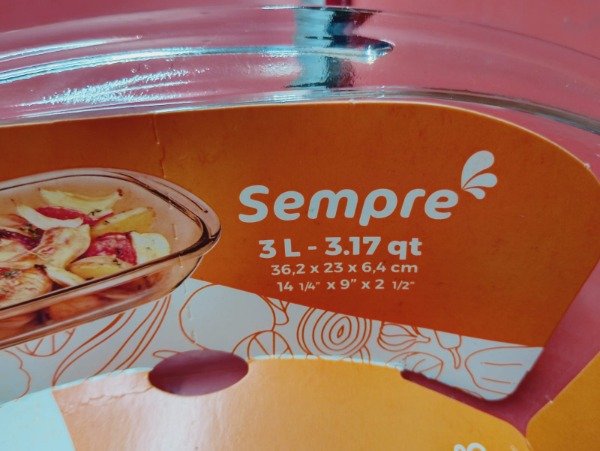 Sempre
3 L - 3.17 qt
36,2 x 23 x 6,4 cm
14 1/4" x 9" x 2 1/2"